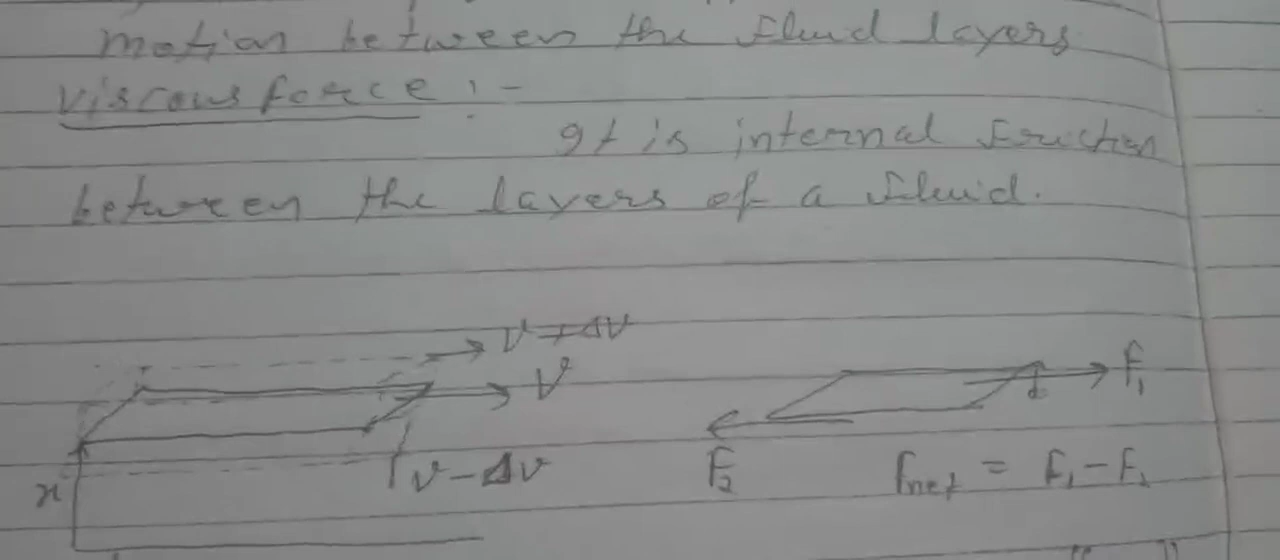 motion between the fluid layers
viscous force :-
It is internal friction
between the layers of a fluid.
V + ΔV
V
F₁
V - ΔV
F₂
Fnet = F₁ - F₂
x